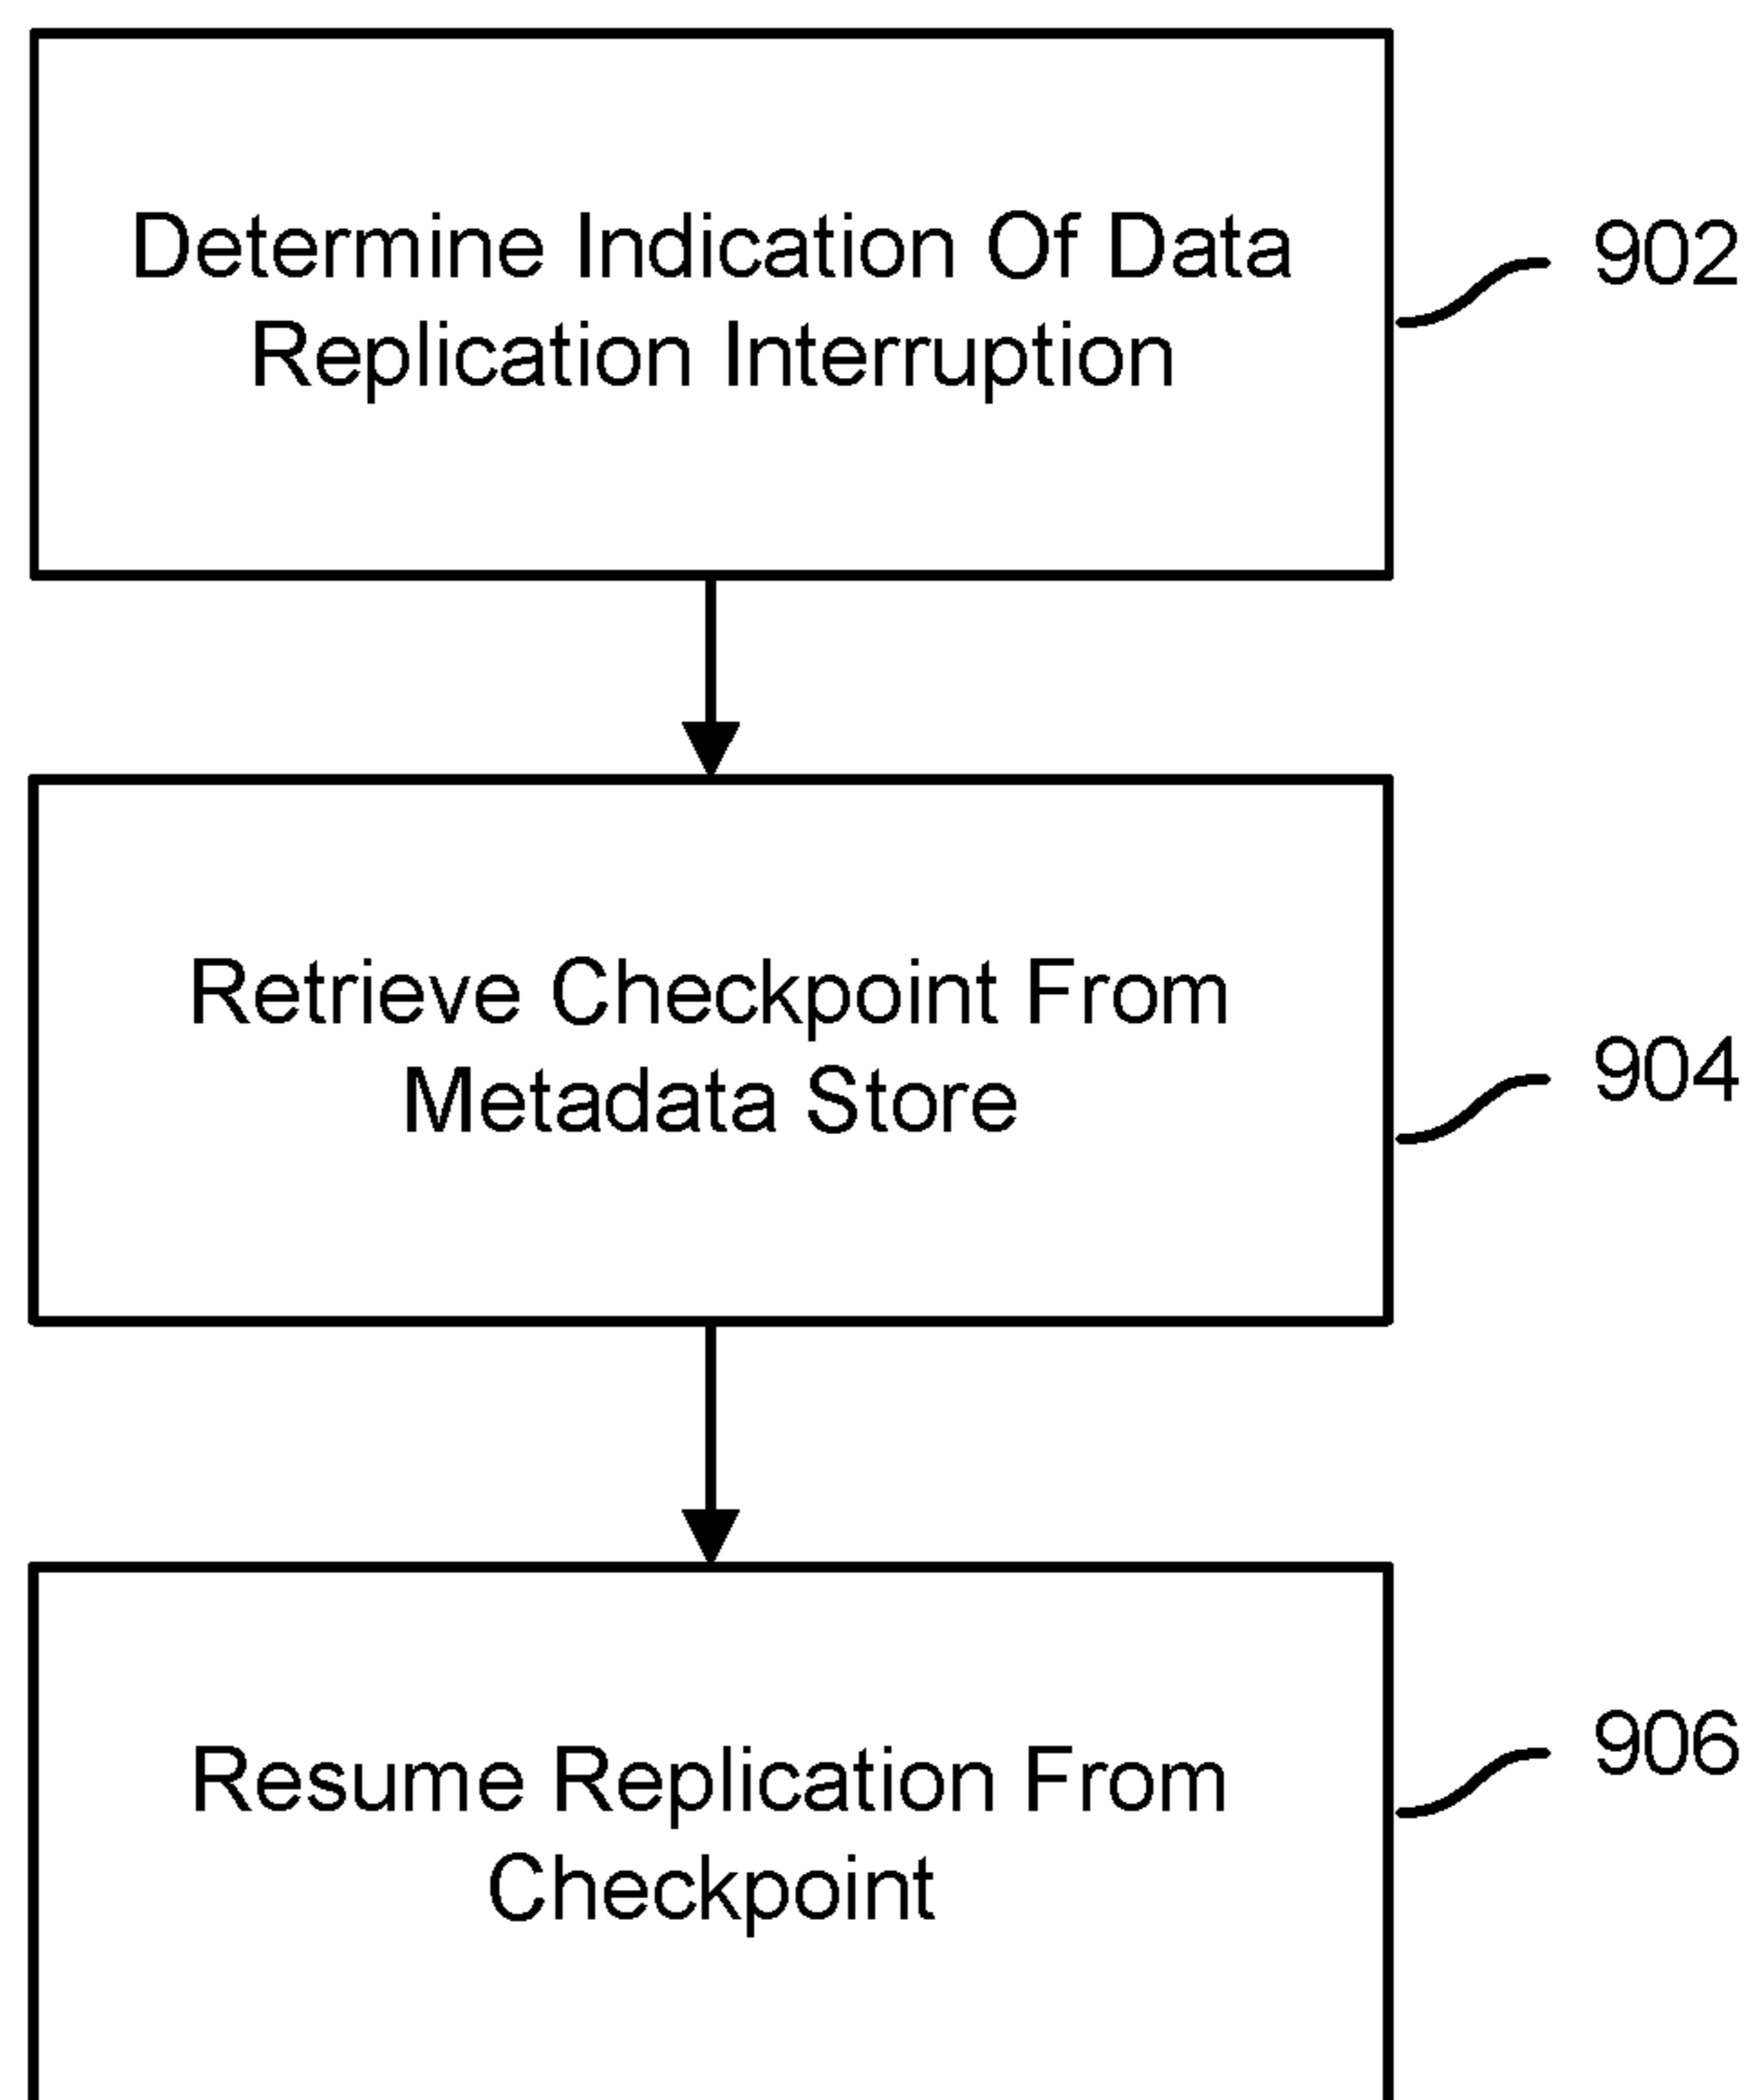 Determine Indication Of Data
Replication Interruption
902
Retrieve Checkpoint From
Metadata Store
904
Resume Replication From
Checkpoint
906